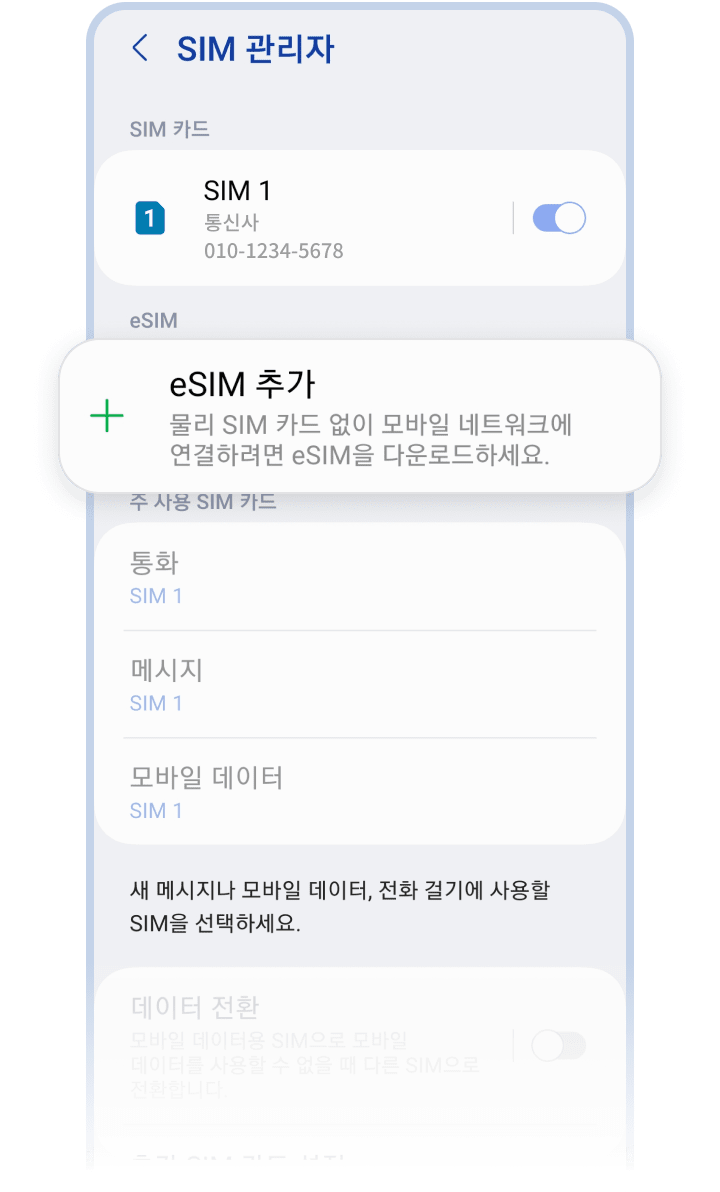 SIM 관리자
SIM 카드
1
SIM 1
통신사
010-1234-5678
eSIM
eSIM 추가
물리 SIM 카드 없이 모바일 네트워크에
연결하려면 eSIM을 다운로드하세요.
주 사용 SIM 카드
통화
SIM 1
메시지
SIM 1
모바일 데이터
SIM 1
새 메시지나 모바일 데이터, 전화 걸기에 사용할
SIM을 선택하세요.
데이터 전환
모바일 데이터용 SIM으로 모바일
데이터를 사용할 수 없을 때 다른 SIM으로
전환합니다